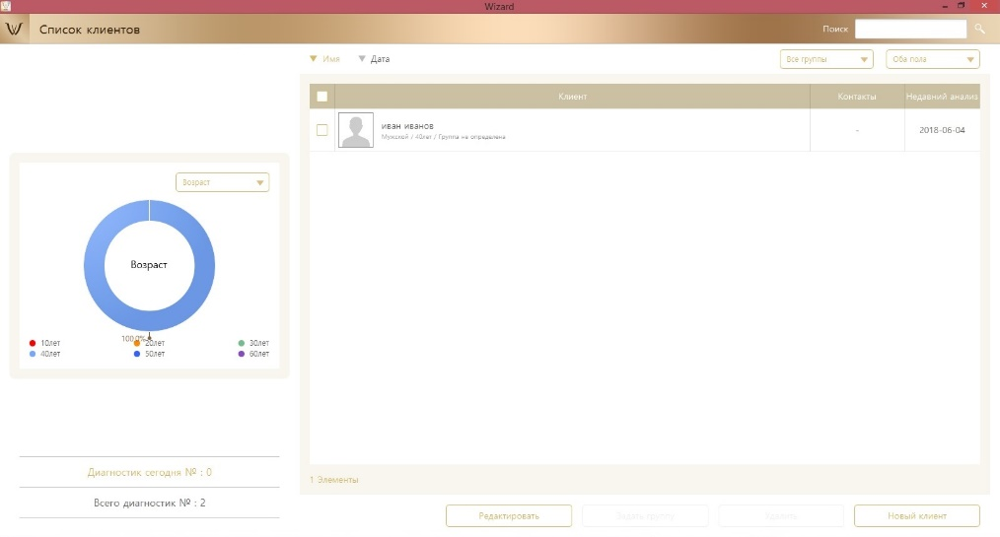 Wizard
Список клиентов
Поиск
Имя
Дата
Все группы
Оба пола
Клиент
Контакты
Недавний анализ
иван иванов
Мужской / 40лет / Группа не определена
-
2018-06-04
Возраст
Возраст
100.0%
10лет
20лет
30лет
40лет
50лет
60лет
Диагностик сегодня № : 0
Всего диагностик № : 2
1 Элементы
Редактировать
Задать группу
Удалить
Новый клиент